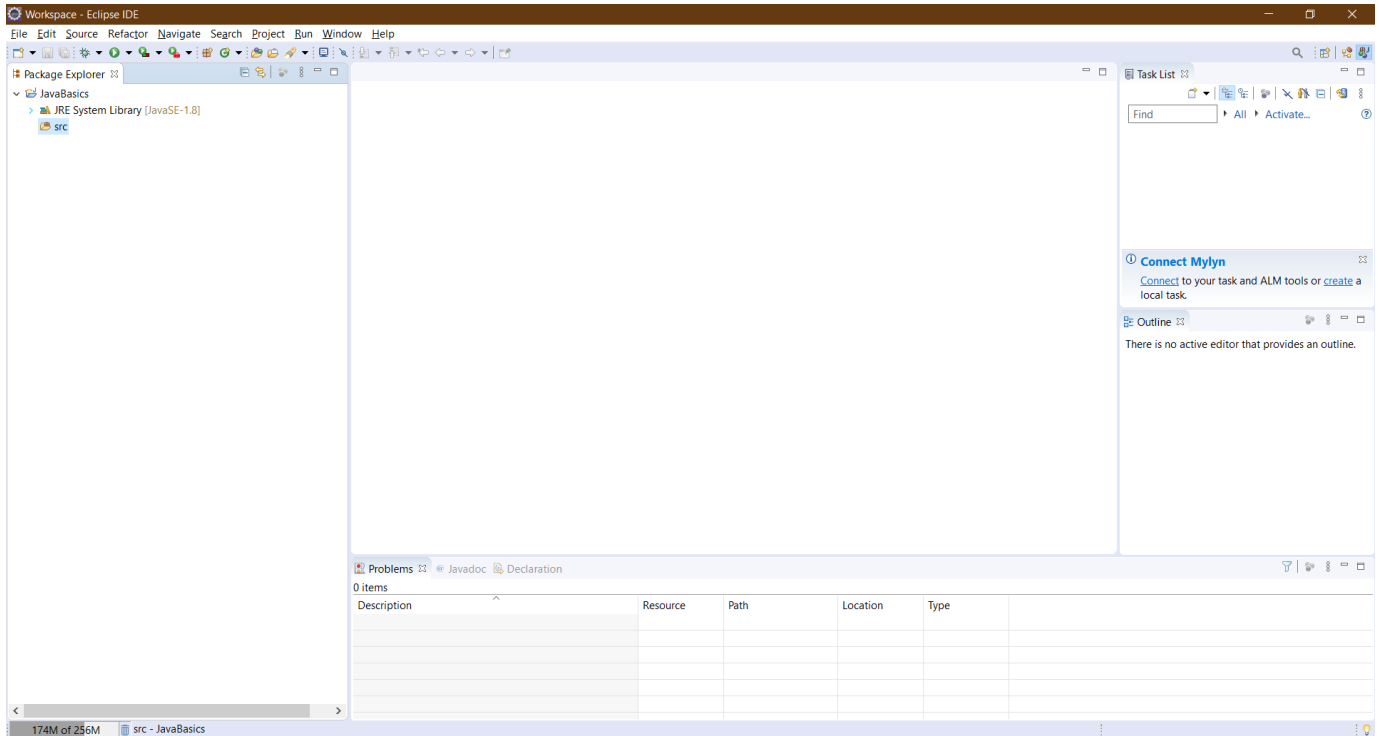 Workspace - Eclipse IDE
File Edit Source Refactor Navigate Search Project Run Window Help
Package Explorer
JavaBasics
JRE System Library [JavaSE-1.8]
src
Task List
Find All Activate...
Connect Mylyn
Connect to your task and ALM tools or create a
local task.
Outline
There is no active editor that provides an outline.
Problems Javadoc Declaration
0 items
Description Resource Path Location Type
174M of 256M src - JavaBasics